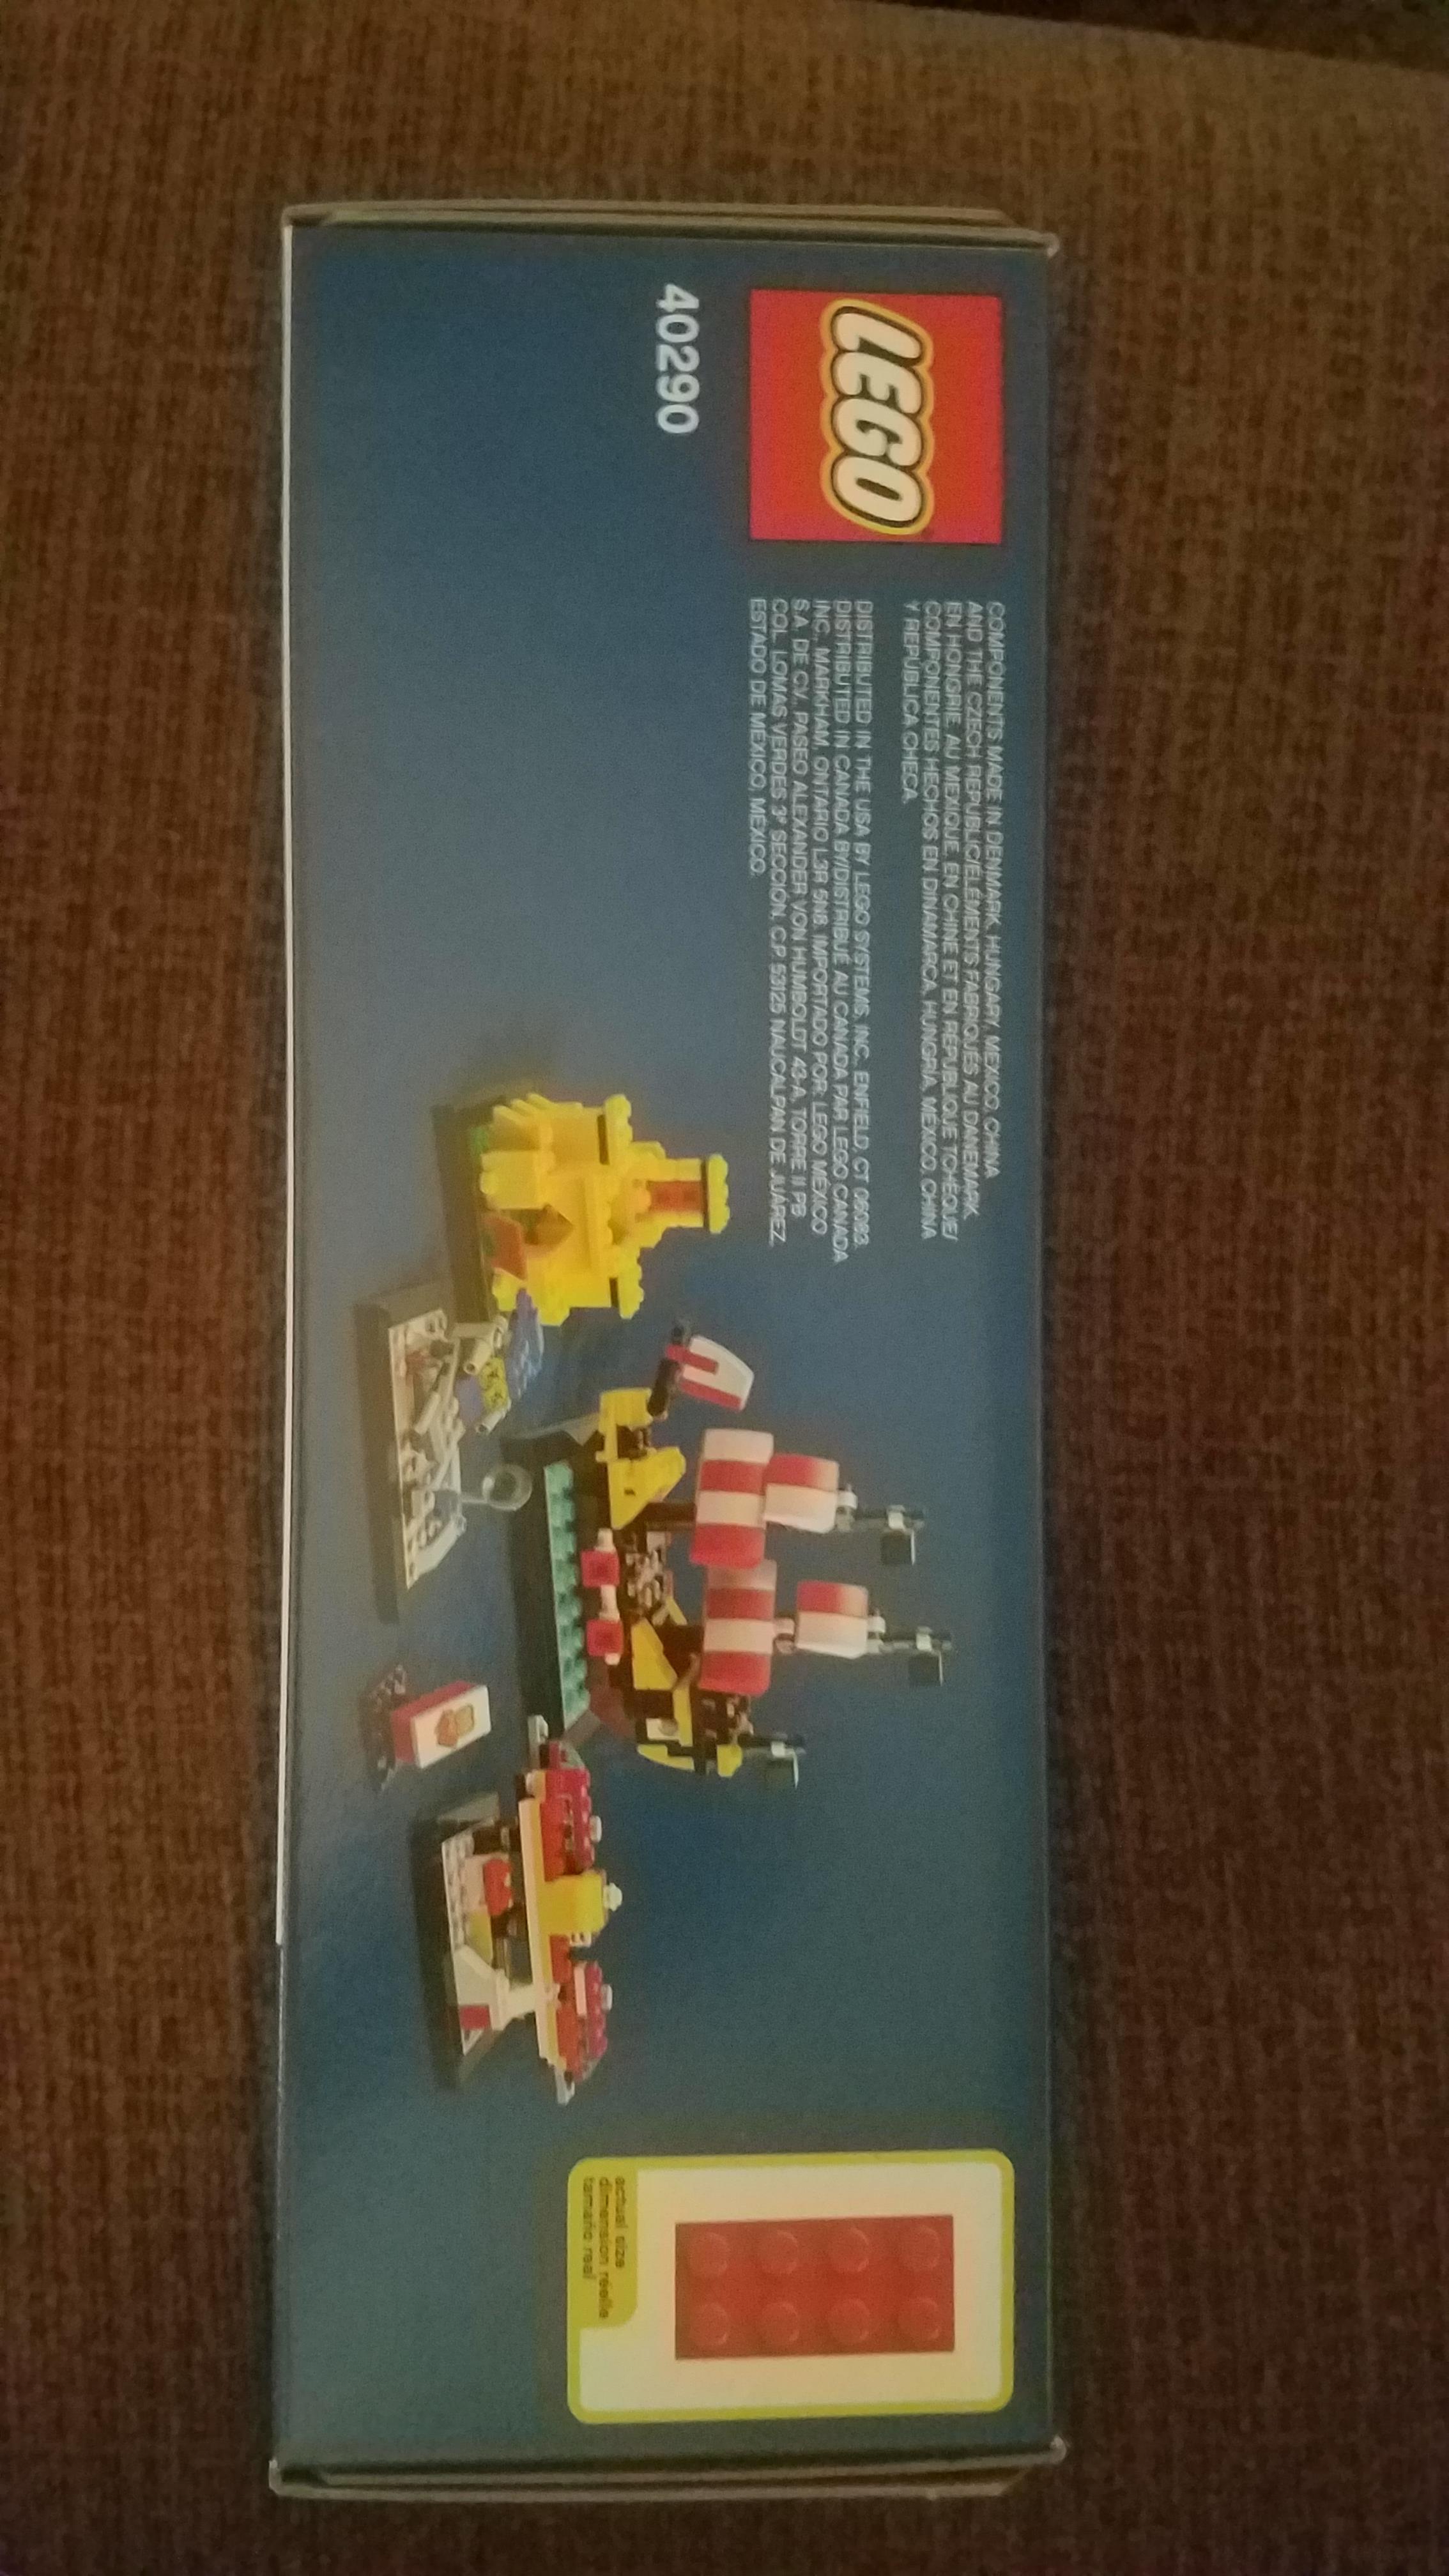 LEGO
40290
COMPONENTS MADE IN DENMARK, HUNGARY, MEXICO, CHINA
AND THE CZECH REPUBLIC/ÉLÉMENTS FABRIQUÉS AU DANEMARK,
EN HONGRIE, AU MEXIQUE, EN CHINE ET EN RÉPUBLIQUE TCHÈQUE/
COMPONENTES HECHOS EN DINAMARCA, HUNGRÍA, MÉXICO, CHINA
Y REPÚBLICA CHECA.
DISTRIBUTED IN THE USA BY LEGO SYSTEMS, INC., ENFIELD, CT 06083.
DISTRIBUTED IN CANADA BY/DISTRIBUÉ AU CANADA PAR LEGO CANADA
INC., MARKHAM, ONTARIO L3R 5N8. IMPORTADO POR: LEGO MÉXICO
S.A. DE C.V. PASEO ALEXANDER VON HUMBOLDT 43-A, TORRE II PB
COL. LOMAS VERDES 3ª SECCIÓN, C.P. 53125 NAUCALPAN DE JUÁREZ,
ESTADO DE MÉXICO, MÉXICO.
actual size
dimension réelle
tamaño real